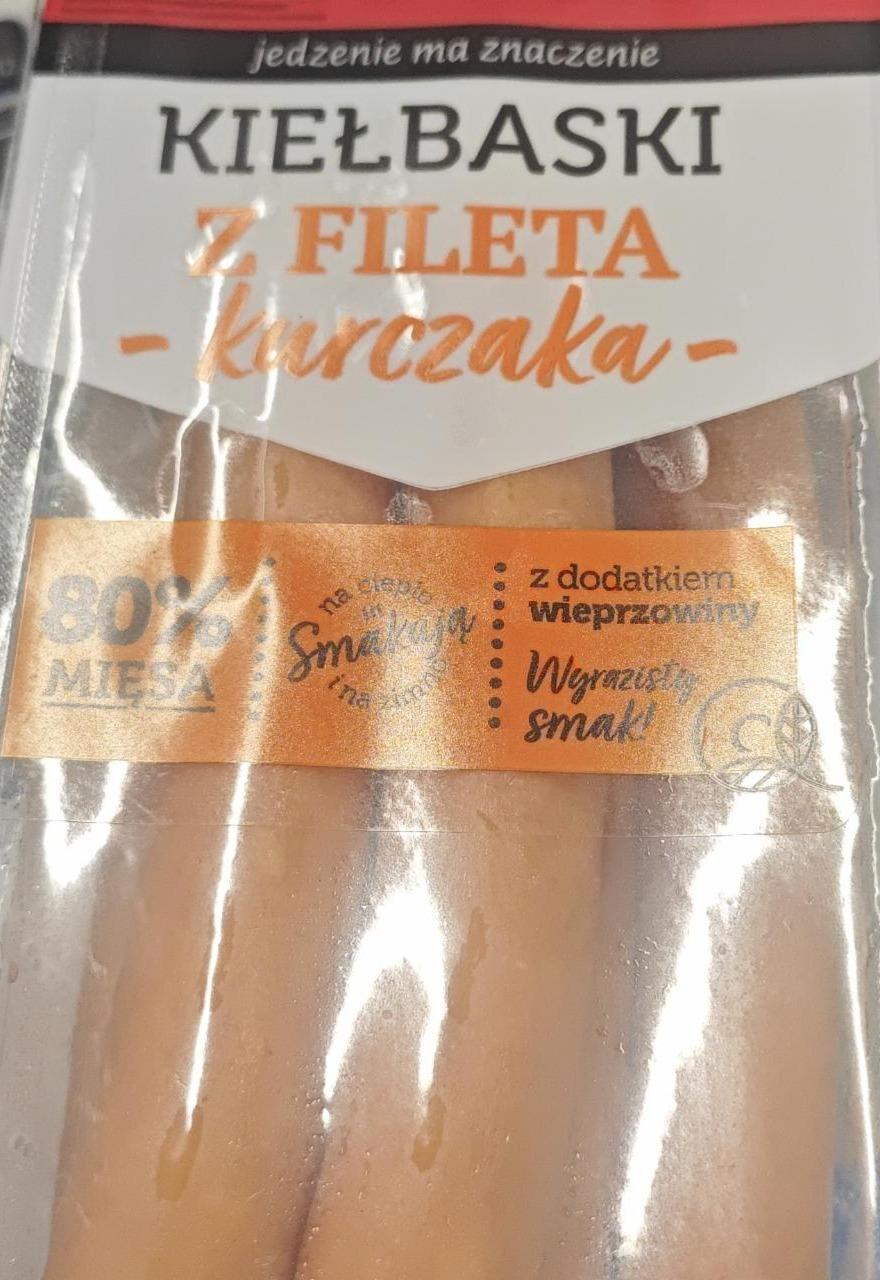 jedzenie ma znaczenie
KIEŁBASKI
Z FILETA
- kurczaka -
80%
MIĘSA
na ciepło
Smakują
i na zimno
z dodatkiem
wieprzowiny
Wyrazisty
smak!
C